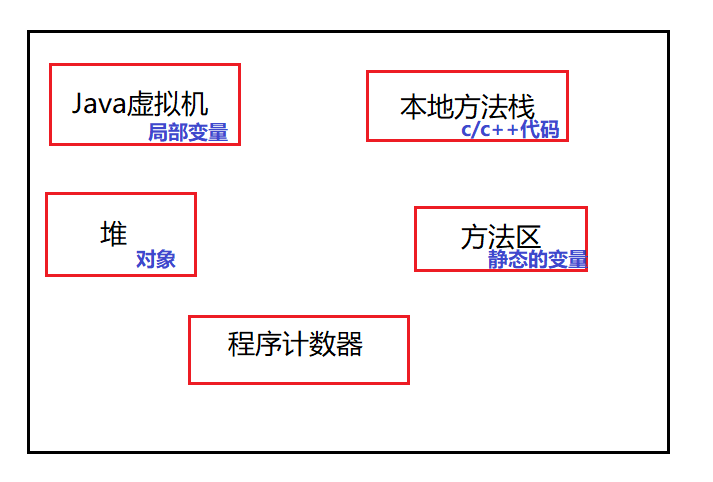 Java虚拟机
局部变量
本地方法栈
c/c++代码
堆
对象
方法区
静态的变量
程序计数器